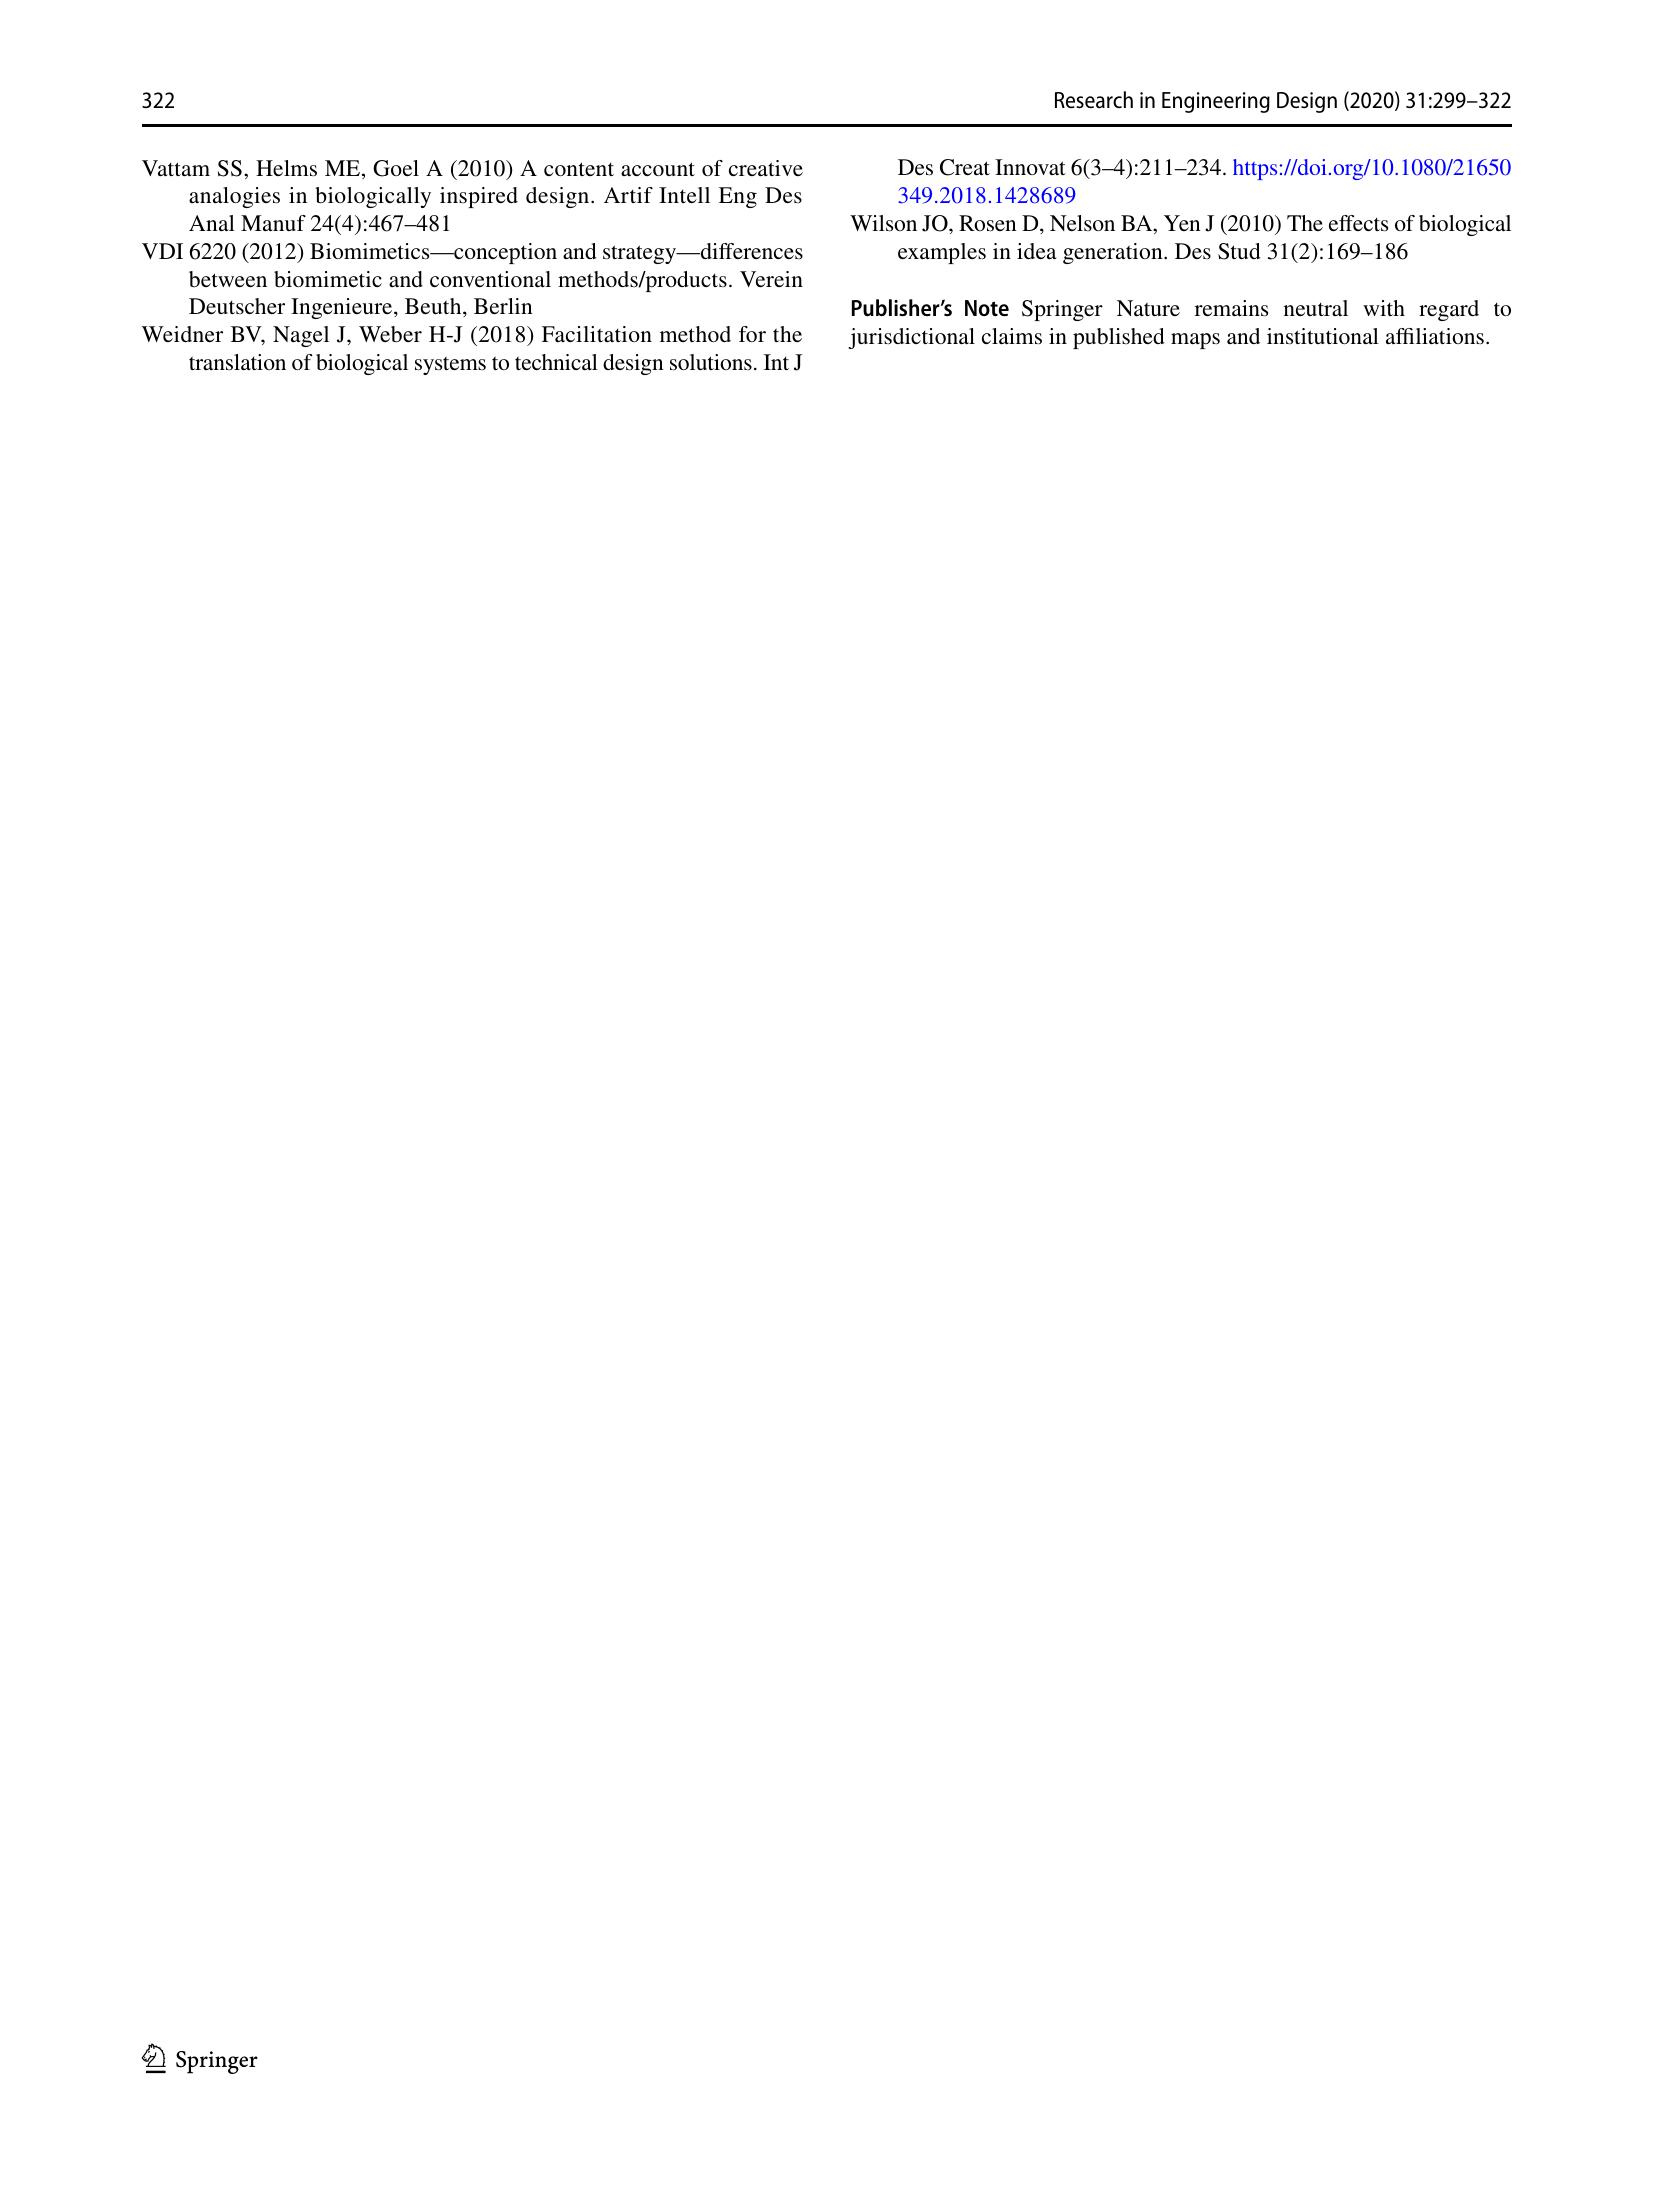 322
Research in Engineering Design (2020) 31:299–322
Vattam SS, Helms ME, Goel A (2010) A content account of creative
analogies in biologically inspired design. Artif Intell Eng Des
Anal Manuf 24(4):467–481
VDI 6220 (2012) Biomimetics—conception and strategy—differences
between biomimetic and conventional methods/products. Verein
Deutscher Ingenieure, Beuth, Berlin
Weidner BV, Nagel J, Weber H-J (2018) Facilitation method for the
translation of biological systems to technical design solutions. Int J
Des Creat Innovat 6(3–4):211–234. https://doi.org/10.1080/21650
349.2018.1428689
Wilson JO, Rosen D, Nelson BA, Yen J (2010) The effects of biological
examples in idea generation. Des Stud 31(2):169–186
Publisher’s Note Springer Nature remains neutral with regard to
jurisdictional claims in published maps and institutional affiliations.
Springer